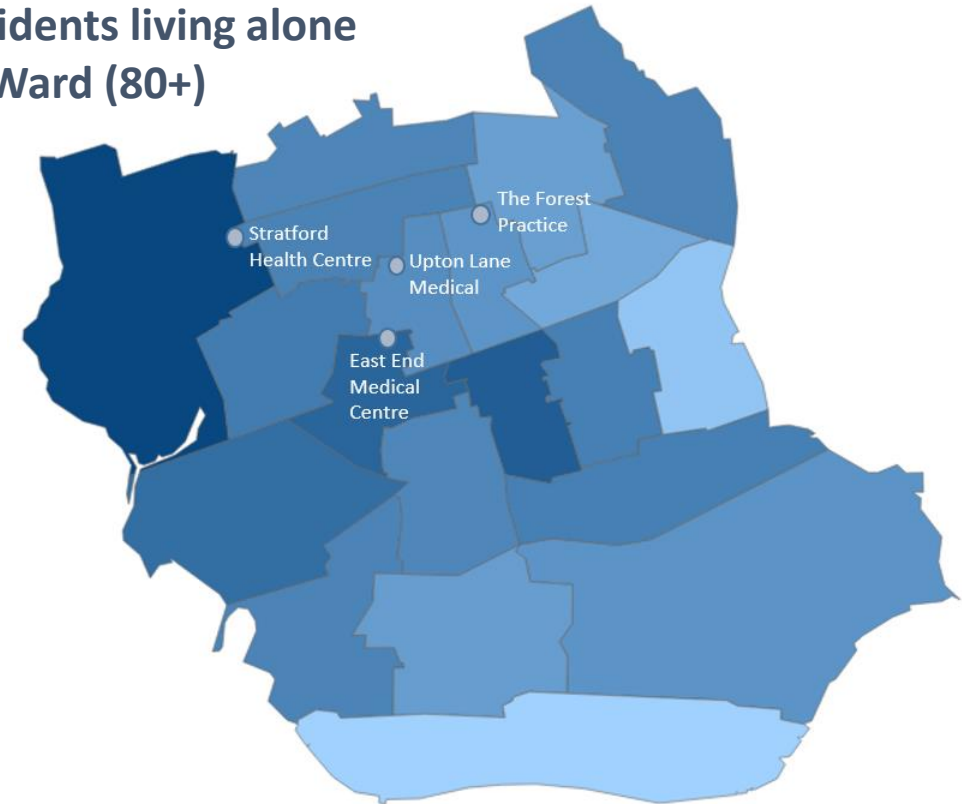 idents living alone
Ward (80+)
The Forest
Practice
Stratford
Health Centre
Upton Lane
Medical
East End
Medical
Centre